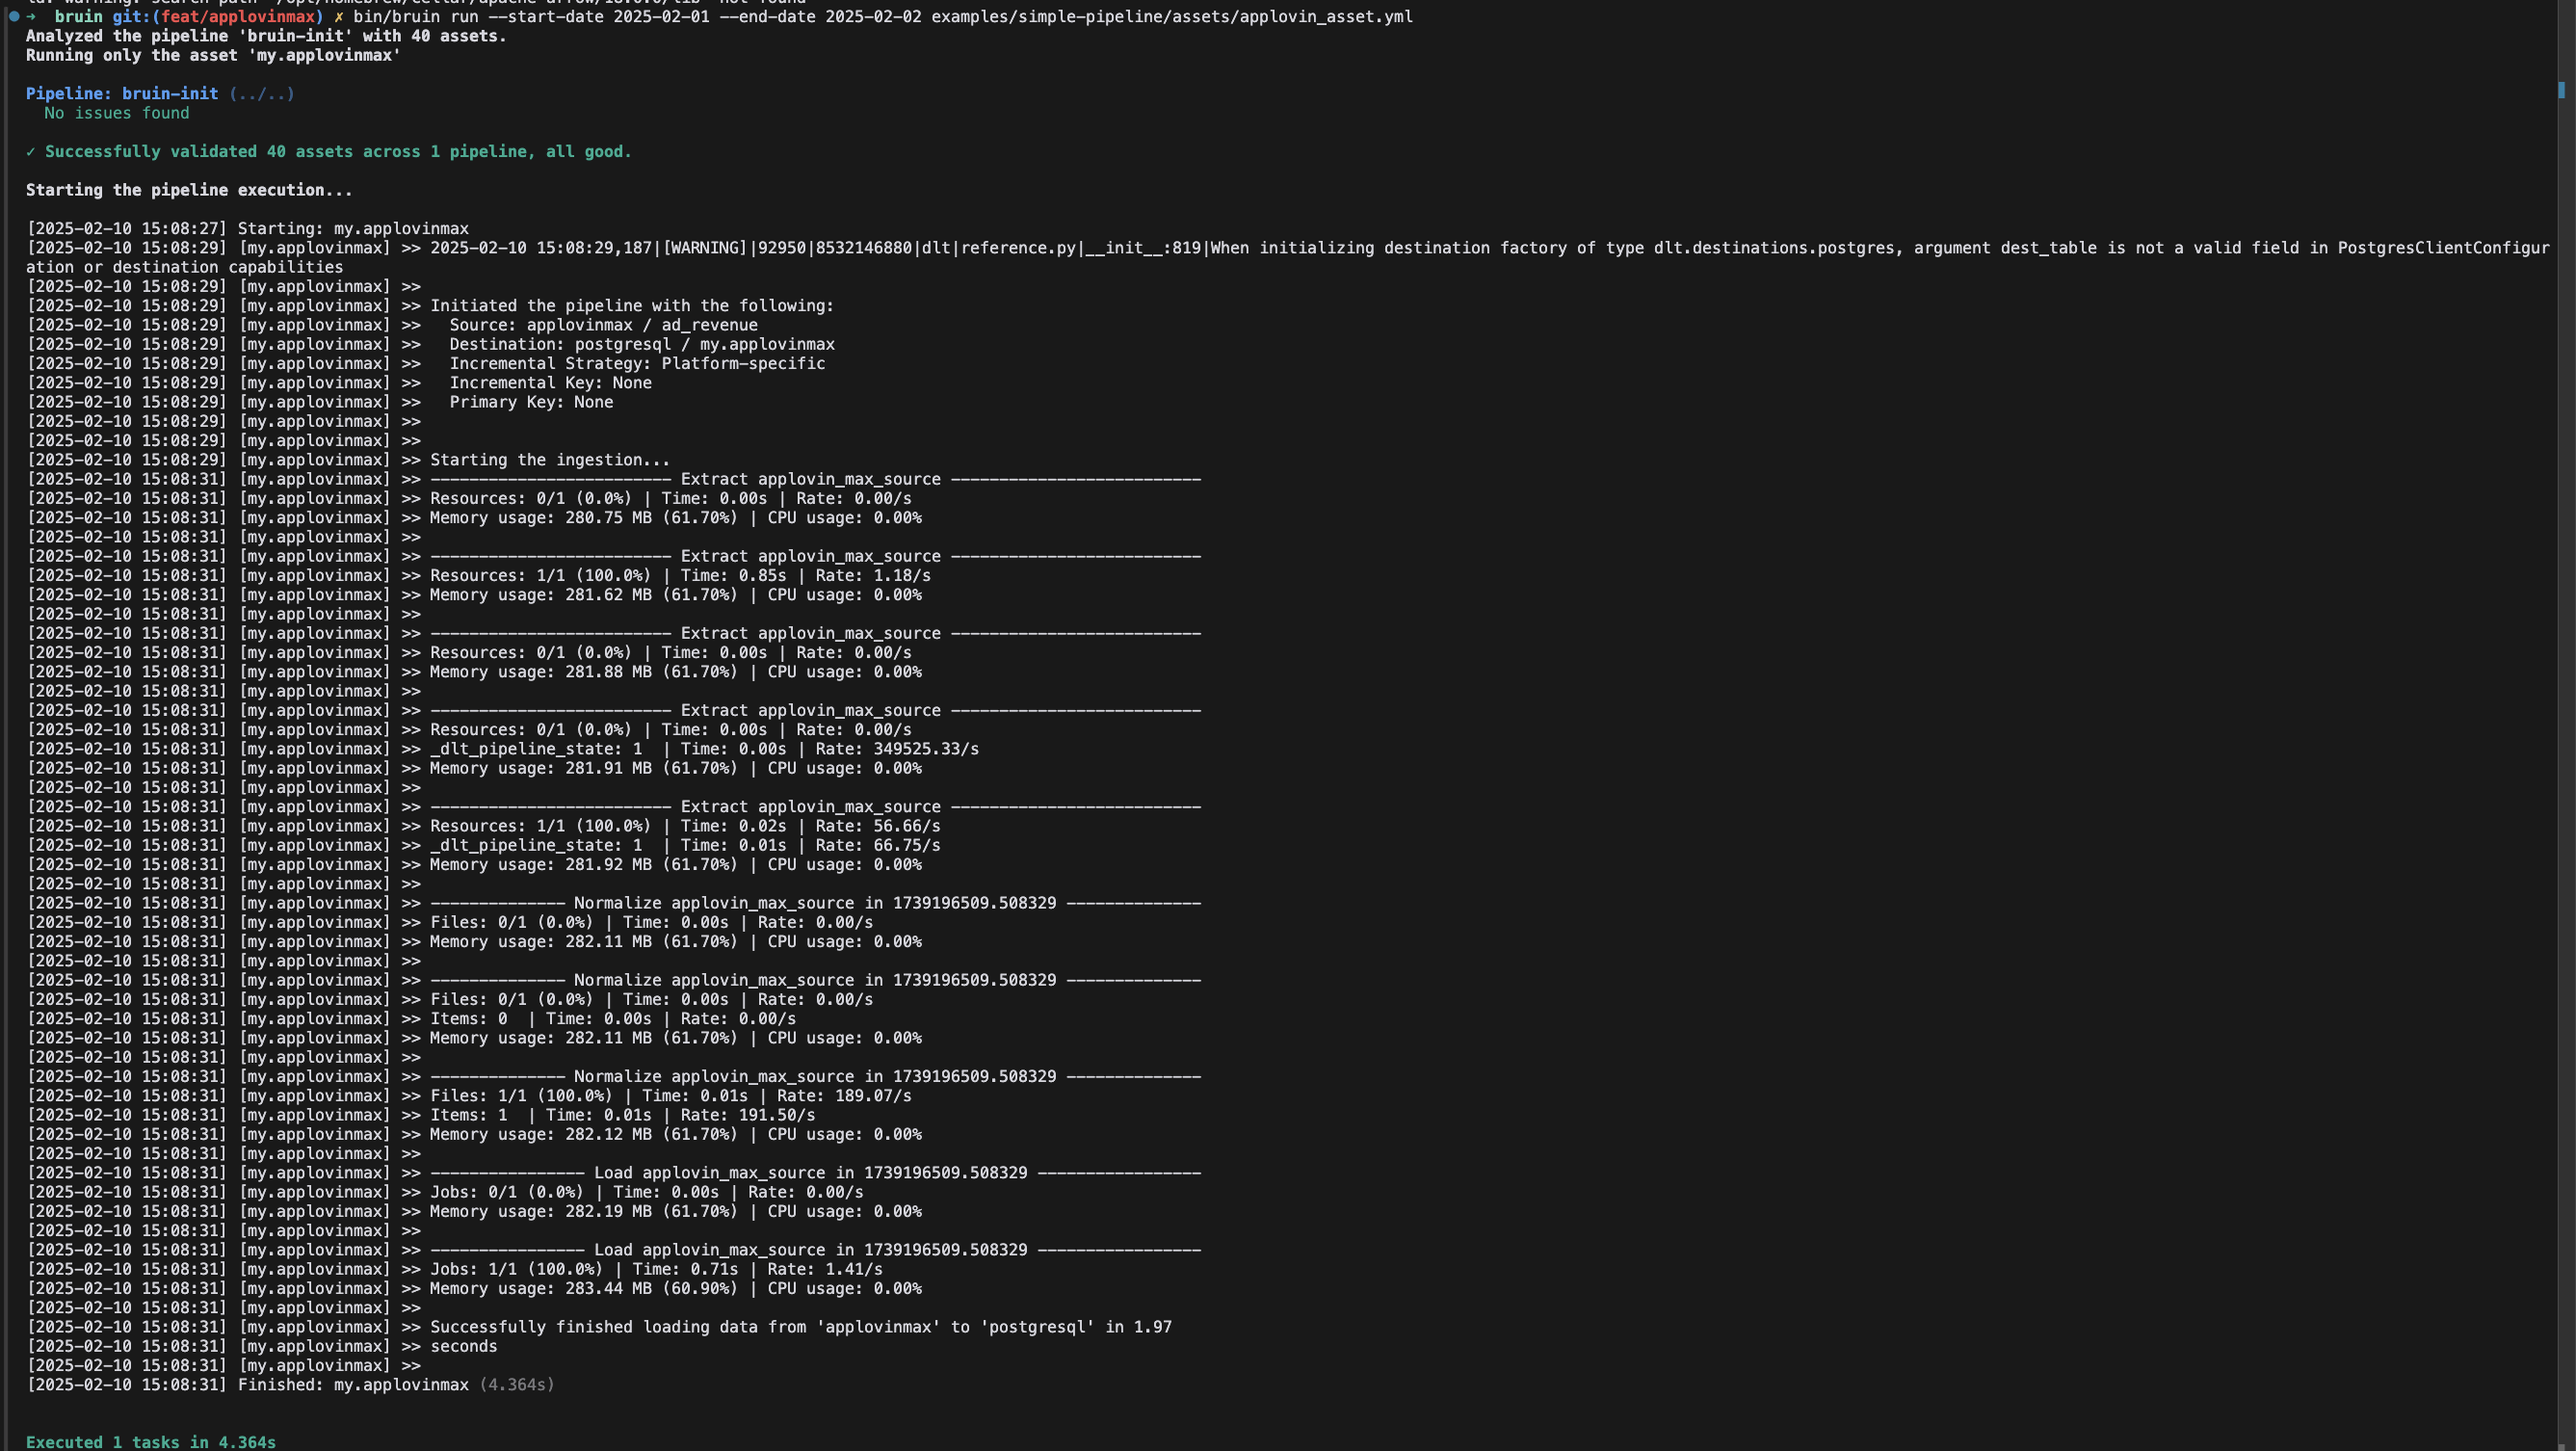 ➜  bruin git:(feat/applovinmax) ✗ bin/bruin run --start-date 2025-02-01 --end-date 2025-02-02 examples/simple-pipeline/assets/applovin_asset.yml
Analyzed the pipeline 'bruin-init' with 40 assets.
Running only the asset 'my.applovinmax'
Pipeline: bruin-init (../..)
No issues found
✓ Successfully validated 40 assets across 1 pipeline, all good.
Starting the pipeline execution...
[2025-02-10 15:08:27] Starting: my.applovinmax
[2025-02-10 15:08:29] [my.applovinmax] >> 2025-02-10 15:08:29,187|[WARNING]|92950|8532146880|dlt|reference.py|__init__:819|When initializing destination factory of type dlt.destinations.postgres, argument dest_table is not a valid field in PostgresClientConfigur
ation or destination capabilities
[2025-02-10 15:08:29] [my.applovinmax] >>
[2025-02-10 15:08:29] [my.applovinmax] >> Initiated the pipeline with the following:
[2025-02-10 15:08:29] [my.applovinmax] >>   Source: applovinmax / ad_revenue
[2025-02-10 15:08:29] [my.applovinmax] >>   Destination: postgresql / my.applovinmax
[2025-02-10 15:08:29] [my.applovinmax] >>   Incremental Strategy: Platform-specific
[2025-02-10 15:08:29] [my.applovinmax] >>   Incremental Key: None
[2025-02-10 15:08:29] [my.applovinmax] >>   Primary Key: None
[2025-02-10 15:08:29] [my.applovinmax] >>
[2025-02-10 15:08:29] [my.applovinmax] >>
[2025-02-10 15:08:29] [my.applovinmax] >> Starting the ingestion...
[2025-02-10 15:08:31] [my.applovinmax] >> ------------------------- Extract applovin_max_source --------------------------
[2025-02-10 15:08:31] [my.applovinmax] >> Resources: 0/1 (0.0%) | Time: 0.00s | Rate: 0.00/s
[2025-02-10 15:08:31] [my.applovinmax] >> Memory usage: 280.75 MB (61.70%) | CPU usage: 0.00%
[2025-02-10 15:08:31] [my.applovinmax] >>
[2025-02-10 15:08:31] [my.applovinmax] >> ------------------------- Extract applovin_max_source --------------------------
[2025-02-10 15:08:31] [my.applovinmax] >> Resources: 1/1 (100.0%) | Time: 0.85s | Rate: 1.18/s
[2025-02-10 15:08:31] [my.applovinmax] >> Memory usage: 281.62 MB (61.70%) | CPU usage: 0.00%
[2025-02-10 15:08:31] [my.applovinmax] >>
[2025-02-10 15:08:31] [my.applovinmax] >> ------------------------- Extract applovin_max_source --------------------------
[2025-02-10 15:08:31] [my.applovinmax] >> Resources: 0/1 (0.0%) | Time: 0.00s | Rate: 0.00/s
[2025-02-10 15:08:31] [my.applovinmax] >> Memory usage: 281.88 MB (61.70%) | CPU usage: 0.00%
[2025-02-10 15:08:31] [my.applovinmax] >>
[2025-02-10 15:08:31] [my.applovinmax] >> ------------------------- Extract applovin_max_source --------------------------
[2025-02-10 15:08:31] [my.applovinmax] >> Resources: 0/1 (0.0%) | Time: 0.00s | Rate: 0.00/s
[2025-02-10 15:08:31] [my.applovinmax] >> _dlt_pipeline_state: 1  | Time: 0.00s | Rate: 349525.33/s
[2025-02-10 15:08:31] [my.applovinmax] >> Memory usage: 281.91 MB (61.70%) | CPU usage: 0.00%
[2025-02-10 15:08:31] [my.applovinmax] >>
[2025-02-10 15:08:31] [my.applovinmax] >> ------------------------- Extract applovin_max_source --------------------------
[2025-02-10 15:08:31] [my.applovinmax] >> Resources: 1/1 (100.0%) | Time: 0.02s | Rate: 56.66/s
[2025-02-10 15:08:31] [my.applovinmax] >> _dlt_pipeline_state: 1  | Time: 0.01s | Rate: 66.75/s
[2025-02-10 15:08:31] [my.applovinmax] >> Memory usage: 281.92 MB (61.70%) | CPU usage: 0.00%
[2025-02-10 15:08:31] [my.applovinmax] >>
[2025-02-10 15:08:31] [my.applovinmax] >> -------------- Normalize applovin_max_source in 1739196509.508329 --------------
[2025-02-10 15:08:31] [my.applovinmax] >> Files: 0/1 (0.0%) | Time: 0.00s | Rate: 0.00/s
[2025-02-10 15:08:31] [my.applovinmax] >> Memory usage: 282.11 MB (61.70%) | CPU usage: 0.00%
[2025-02-10 15:08:31] [my.applovinmax] >>
[2025-02-10 15:08:31] [my.applovinmax] >> -------------- Normalize applovin_max_source in 1739196509.508329 --------------
[2025-02-10 15:08:31] [my.applovinmax] >> Files: 0/1 (0.0%) | Time: 0.00s | Rate: 0.00/s
[2025-02-10 15:08:31] [my.applovinmax] >> Items: 0  | Time: 0.00s | Rate: 0.00/s
[2025-02-10 15:08:31] [my.applovinmax] >> Memory usage: 282.11 MB (61.70%) | CPU usage: 0.00%
[2025-02-10 15:08:31] [my.applovinmax] >>
[2025-02-10 15:08:31] [my.applovinmax] >> -------------- Normalize applovin_max_source in 1739196509.508329 --------------
[2025-02-10 15:08:31] [my.applovinmax] >> Files: 1/1 (100.0%) | Time: 0.01s | Rate: 189.07/s
[2025-02-10 15:08:31] [my.applovinmax] >> Items: 1  | Time: 0.01s | Rate: 191.50/s
[2025-02-10 15:08:31] [my.applovinmax] >> Memory usage: 282.12 MB (61.70%) | CPU usage: 0.00%
[2025-02-10 15:08:31] [my.applovinmax] >>
[2025-02-10 15:08:31] [my.applovinmax] >> ---------------- Load applovin_max_source in 1739196509.508329 -----------------
[2025-02-10 15:08:31] [my.applovinmax] >> Jobs: 0/1 (0.0%) | Time: 0.00s | Rate: 0.00/s
[2025-02-10 15:08:31] [my.applovinmax] >> Memory usage: 282.19 MB (61.70%) | CPU usage: 0.00%
[2025-02-10 15:08:31] [my.applovinmax] >>
[2025-02-10 15:08:31] [my.applovinmax] >> ---------------- Load applovin_max_source in 1739196509.508329 -----------------
[2025-02-10 15:08:31] [my.applovinmax] >> Jobs: 1/1 (100.0%) | Time: 0.71s | Rate: 1.41/s
[2025-02-10 15:08:31] [my.applovinmax] >> Memory usage: 283.44 MB (60.90%) | CPU usage: 0.00%
[2025-02-10 15:08:31] [my.applovinmax] >>
[2025-02-10 15:08:31] [my.applovinmax] >> Successfully finished loading data from 'applovinmax' to 'postgresql' in 1.97
[2025-02-10 15:08:31] [my.applovinmax] >> seconds
[2025-02-10 15:08:31] [my.applovinmax] >>
[2025-02-10 15:08:31] Finished: my.applovinmax (4.364s)
Executed 1 tasks in 4.364s